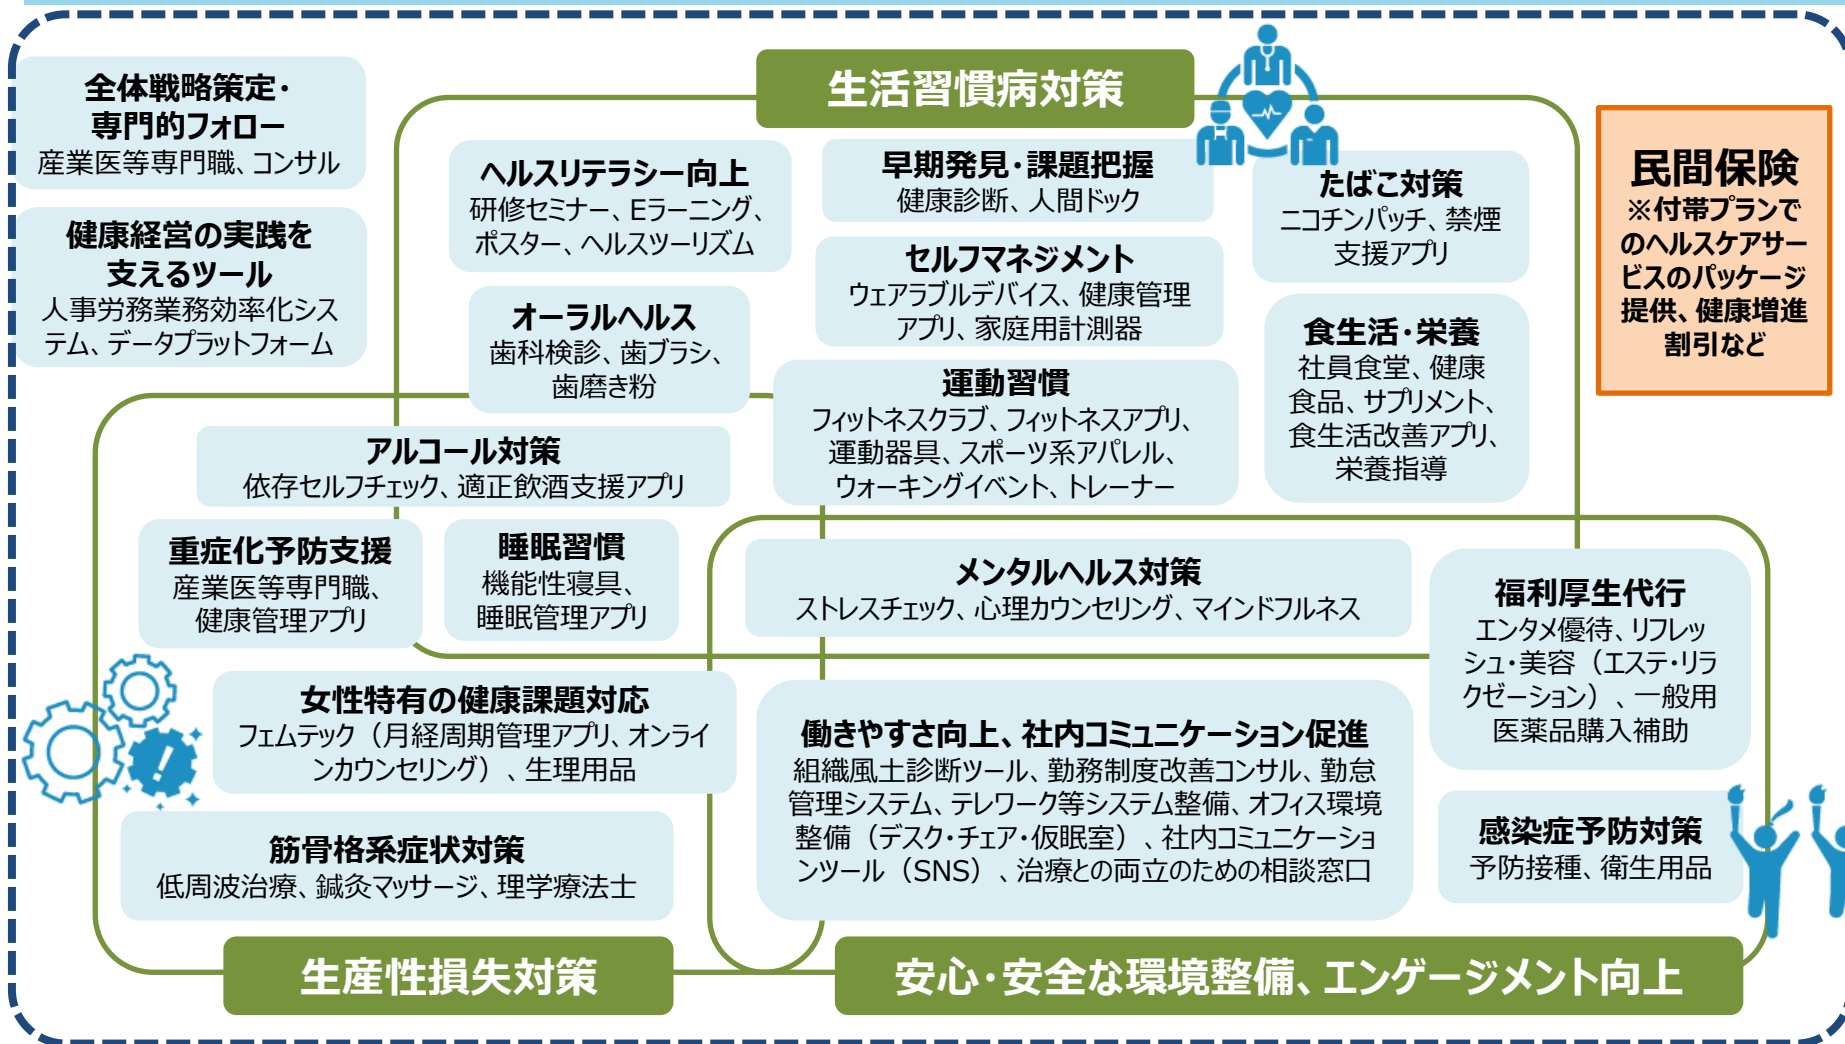 全体戦略策定・
専門的フォロー
産業医等専門職、コンサル
健康経営の実践を
支えるツール
人事労務業務効率化シス
テム、データプラットフォーム
生活習慣病対策
ヘルスリテラシー向上
研修セミナー、Eラーニング、
ポスター、ヘルスツーリズム
早期発見・課題把握
健康診断、人間ドック
たばこ対策
ニコチンパッチ、禁煙
支援アプリ
民間保険
※付帯プランで
のヘルスケアサー
ビスのパッケージ
提供、健康増進
割引など
オーラルヘルス
歯科検診、歯ブラシ、
歯磨き粉
セルフマネジメント
ウェアラブルデバイス、健康管理
アプリ、家庭用計測器
食生活・栄養
社員食堂、健康
食品、サプリメント、
食生活改善アプリ、
栄養指導
運動習慣
フィットネスクラブ、フィットネスアプリ、
運動器具、スポーツ系アパレル、
ウォーキングイベント、トレーナー
アルコール対策
依存セルフチェック、適正飲酒支援アプリ
重症化予防支援
産業医等専門職、
健康管理アプリ
睡眠習慣
機能性寝具、
睡眠管理アプリ
メンタルヘルス対策
ストレスチェック、心理カウンセリング、マインドフルネス
福利厚生代行
エンタメ優待、リフレッ
シュ・美容（エステ・リラ
クゼーション）、一般用
医薬品購入補助
女性特有の健康課題対応
フェムテック（月経周期管理アプリ、オンライ
ンカウンセリング）、生理用品
働きやすさ向上、社内コミュニケーション促進
組織風土診断ツール、勤務制度改善コンサル、勤怠
管理システム、テレワーク等システム整備、オフィス環境
整備（デスク・チェア・仮眠室）、社内コミュニケーショ
ンツール（SNS）、治療との両立のための相談窓口
感染症予防対策
予防接種、衛生用品
筋骨格系症状対策
低周波治療、鍼灸マッサージ、理学療法士
生産性損失対策
安心・安全な環境整備、エンゲージメント向上